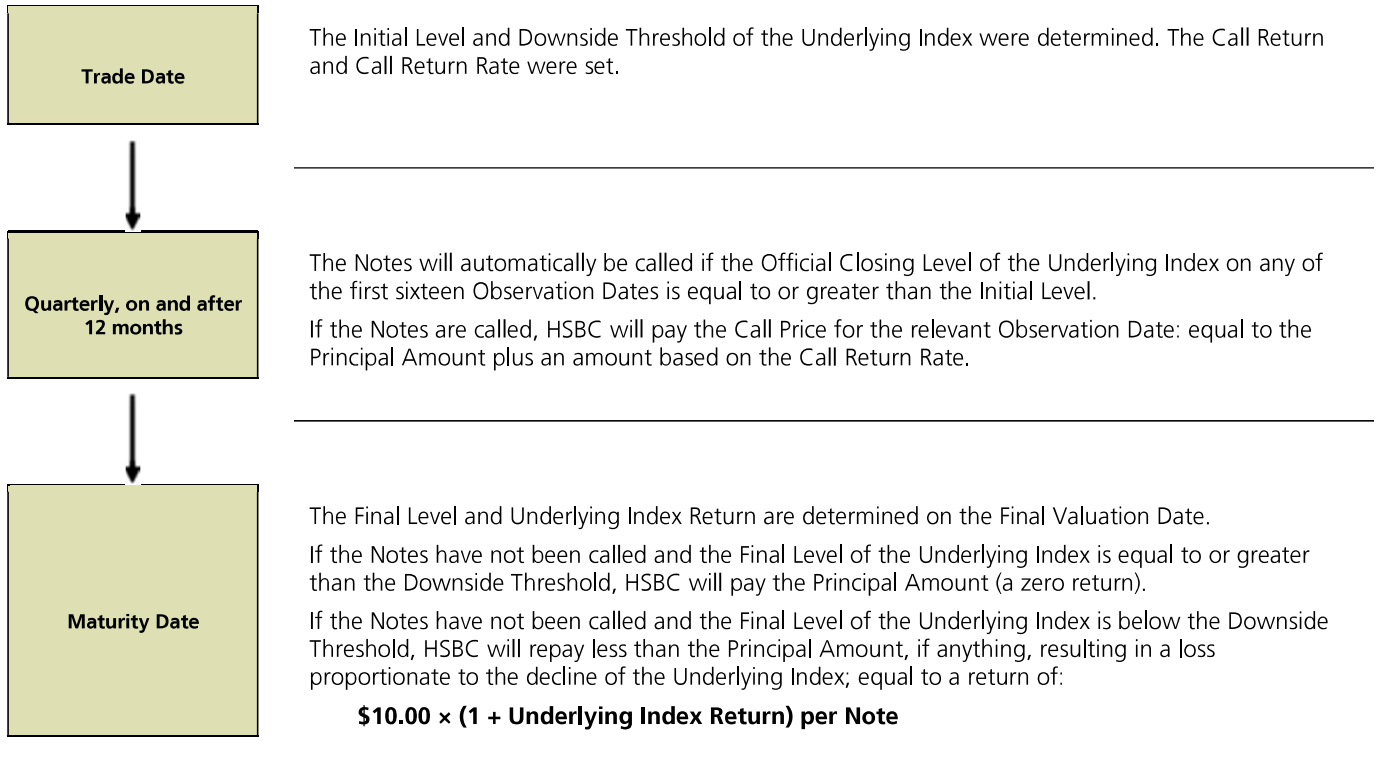 Trade Date
The Initial Level and Downside Threshold of the Underlying Index were determined. The Call Return
and Call Return Rate were set.
Quarterly, on and after
12 months
The Notes will automatically be called if the Official Closing Level of the Underlying Index on any of
the first sixteen Observation Dates is equal to or greater than the Initial Level.
If the Notes are called, HSBC will pay the Call Price for the relevant Observation Date: equal to the
Principal Amount plus an amount based on the Call Return Rate.
Maturity Date
The Final Level and Underlying Index Return are determined on the Final Valuation Date.
If the Notes have not been called and the Final Level of the Underlying Index is equal to or greater
than the Downside Threshold, HSBC will pay the Principal Amount (a zero return).
If the Notes have not been called and the Final Level of the Underlying Index is below the Downside
Threshold, HSBC will repay less than the Principal Amount, if anything, resulting in a loss
proportionate to the decline of the Underlying Index; equal to a return of:
$10.00 × (1 + Underlying Index Return) per Note